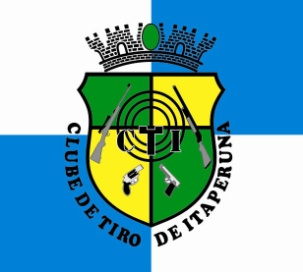 CTI
CLUBE DE TIRO DE ITAPERUNA